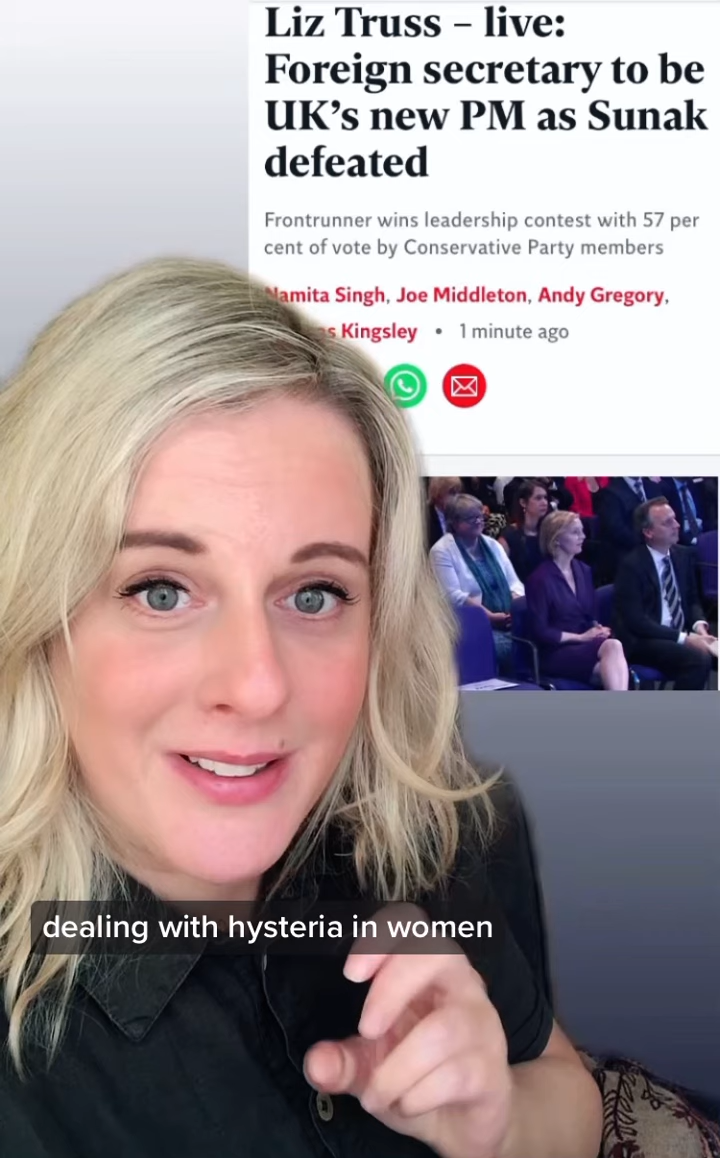 Liz Truss – live:
Foreign secretary to be
UK's new PM as Sunak
defeated
Frontrunner wins leadership contest with 57 per
cent of vote by Conservative Party members
Namita Singh, Joe Middleton, Andy Gregory,
Kingsley • 1 minute ago
dealing with hysteria in women